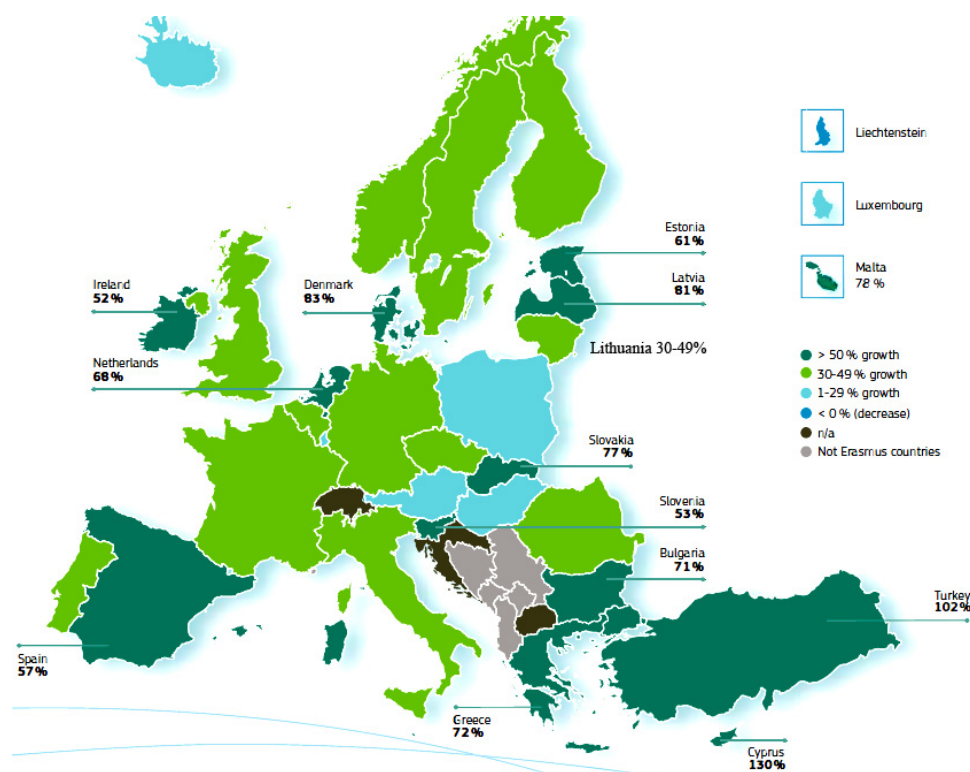 Liechtenstein
Luxembourg
Estonia
61%
Ireland
52%
Denmark
83%
Latvia
81%
Malta
78 %
Lithuania 30-49%
Netherlands
68%
> 50 % growth
30-49 % growth
1-29 % growth
< 0 % (decrease)
n/a
Not Erasmus countries
Slovakia
77%
Slovenia
53%
Bulgaria
71%
Turkey
102%
Spain
57%
Greece
72%
Cyprus
130%